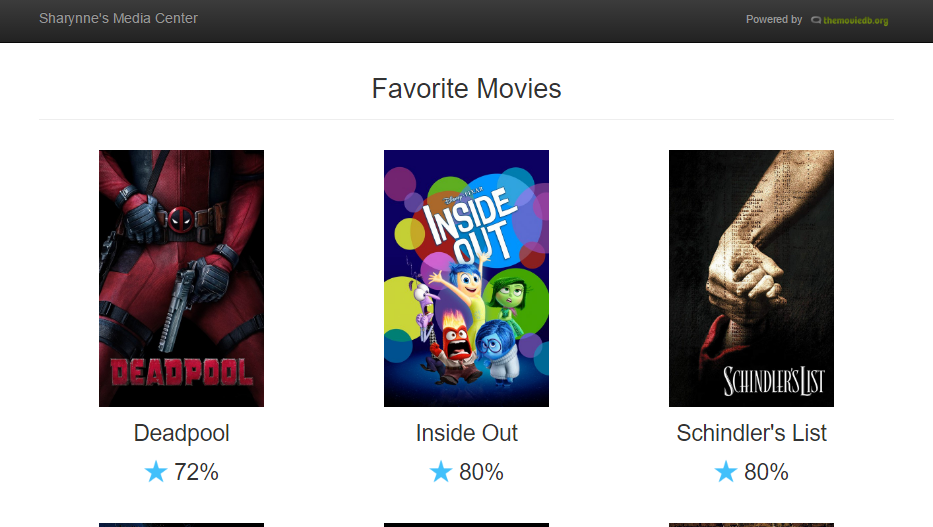 Sharynne's Media Center
Powered by themoviedb.org
Favorite Movies
DEADPOOL
DISNEY·PIXAR
INSIDE OUT
SCHINDLER'S LIST
Deadpool
Inside Out
Schindler's List
72%
80%
80%